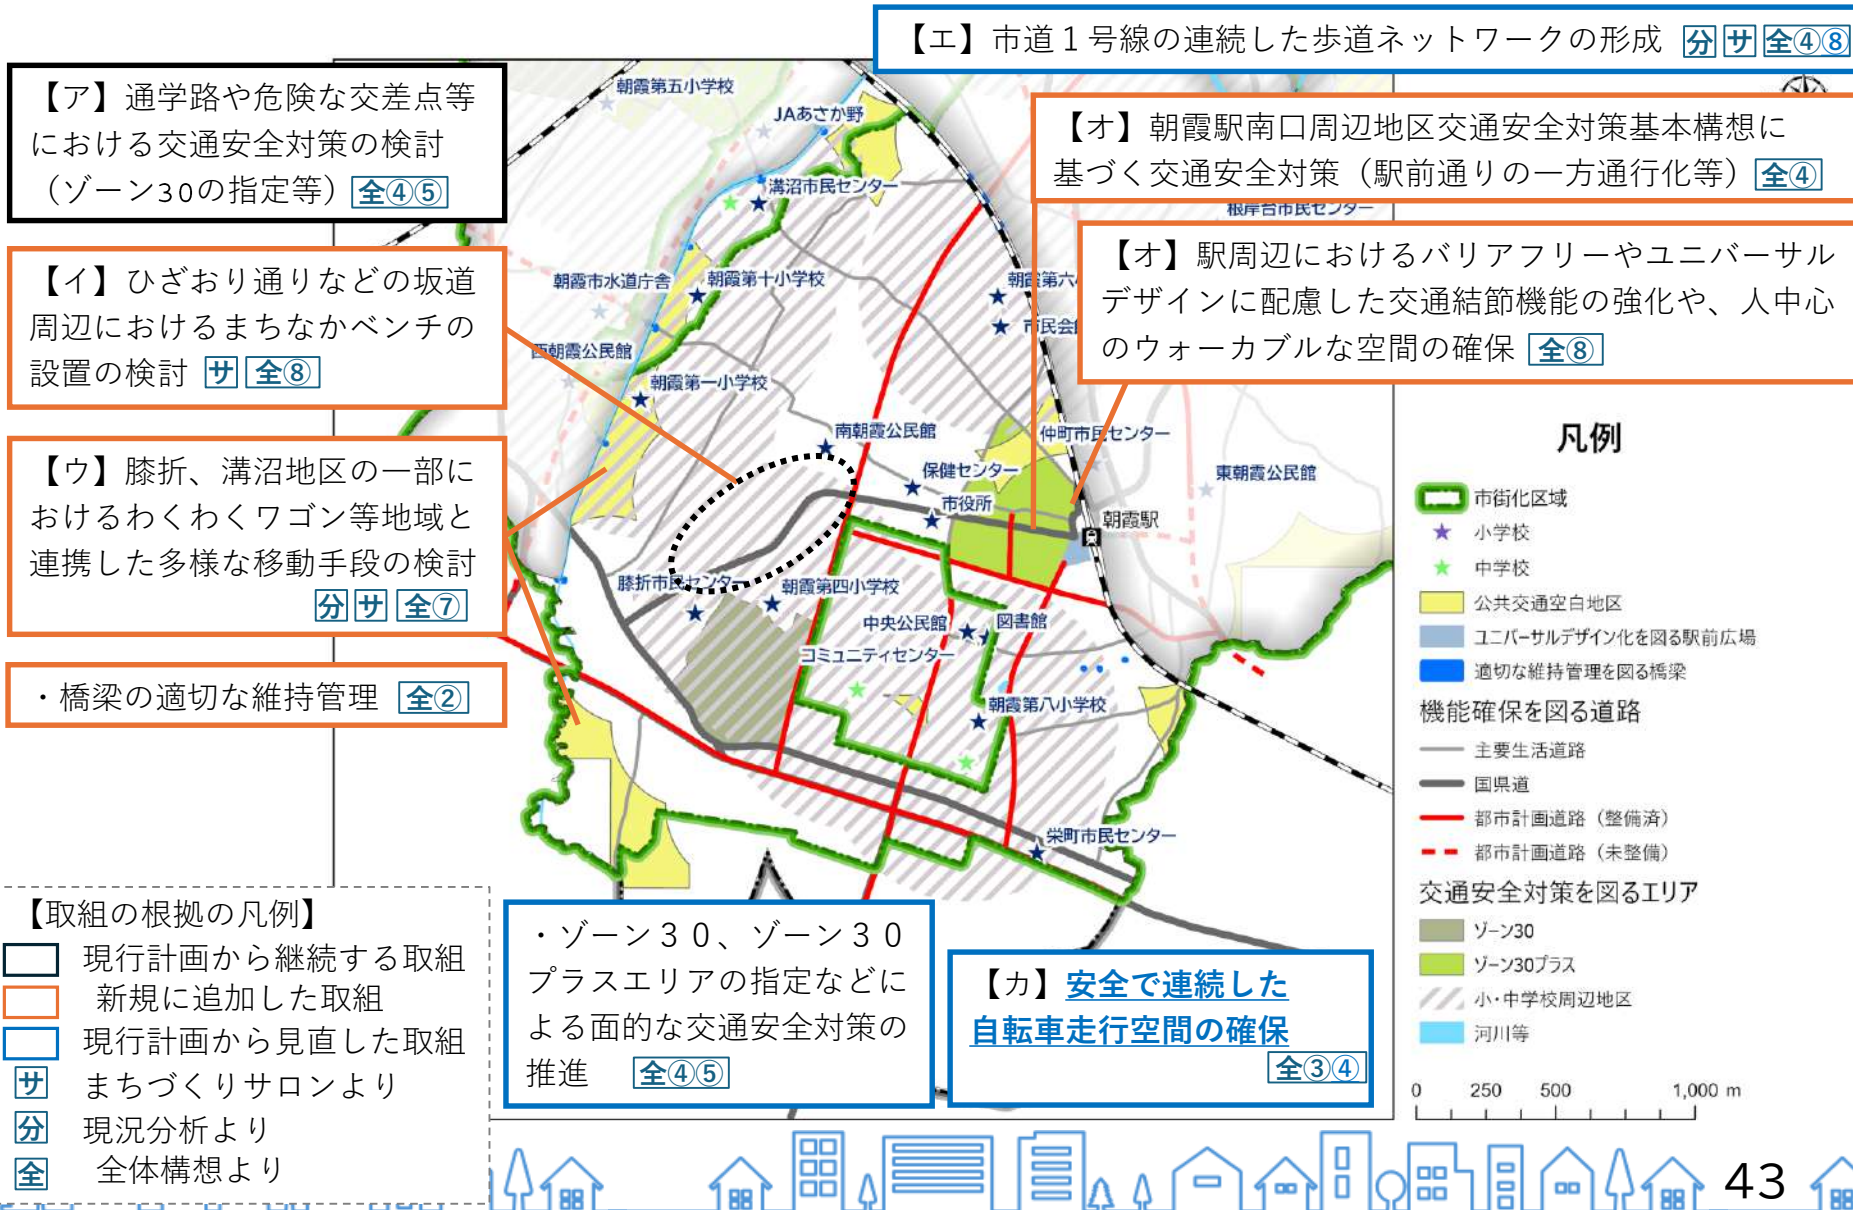 【エ】市道１号線の連続した歩道ネットワークの形成 分 サ 全④⑧
【ア】通学路や危険な交差点等
における交通安全対策の検討
（ゾーン30の指定等）全④⑤
【オ】朝霞駅南口周辺地区交通安全対策基本構想に
基づく交通安全対策（駅前通りの一方通行化等）全④
【イ】ひざおり通りなどの坂道
周辺におけるまちなかベンチの
設置の検討 サ 全⑧
【オ】駅周辺におけるバリアフリーやユニバーサル
デザインに配慮した交通結節機能の強化や、人中心
のウォーカブルな空間の確保 全⑧
【ウ】膝折、溝沼地区の一部に
おけるわくわくワゴン等地域と
連携した多様な移動手段の検討
分 サ 全⑦
・橋梁の適切な維持管理 全②
朝霞第五小学校
JAあさか野
溝沼市民センター
根岸台市民センター
朝霞市水道庁舎
朝霞第十小学校
朝霞第六
市民会
西朝霞公民館
朝霞第一小学校
南朝霞公民館
仲町市民センター
保健センター
東朝霞公民館
市役所
朝霞駅
膝折市民センター
朝霞第四小学校
中央公民館
図書館
コミュニティセンター
朝霞第八小学校
栄町市民センター
凡例
市街化区域
小学校
中学校
公共交通空白地区
ユニバーサルデザイン化を図る駅前広場
適切な維持管理を図る橋梁
機能確保を図る道路
主要生活道路
国県道
都市計画道路（整備済）
都市計画道路（未整備）
交通安全対策を図るエリア
ゾーン30
ゾーン30プラス
小・中学校周辺地区
河川等
0 250 500 1,000 m
【取組の根拠の凡例】
現行計画から継続する取組
新規に追加した取組
現行計画から見直した取組
サ まちづくりサロンより
分 現況分析より
全 全体構想より
・ゾーン３０、ゾーン３０
プラスエリアの指定などに
よる面的な交通安全対策の
推進 全④⑤
【カ】安全で連続した
自転車走行空間の確保
全③④
43